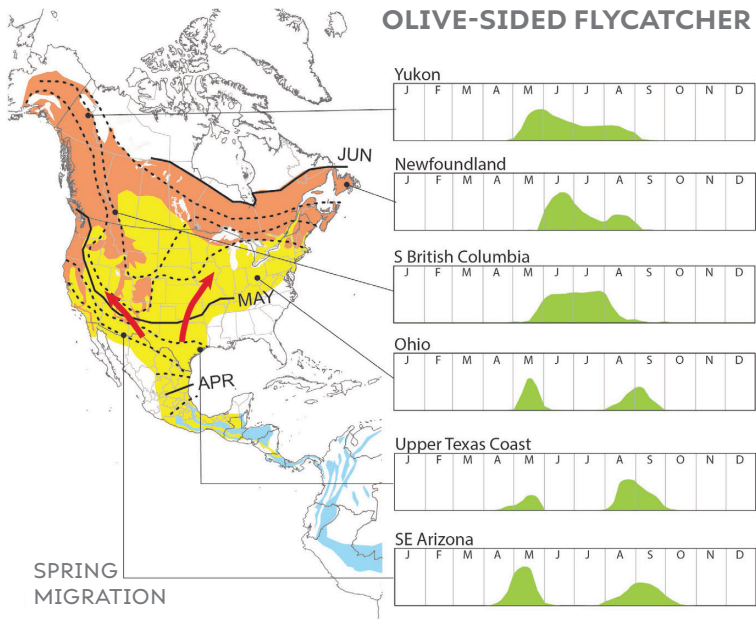 OLIVE-SIDED FLYCATCHER
Yukon
J F M A M J J A S O N D
Newfoundland
J F M A M J J A S O N D
S British Columbia
J F M A M J J A S O N D
Ohio
J F M A M J J A S O N D
Upper Texas Coast
J F M A M J J A S O N D
SE Arizona
J F M A M J J A S O N D
JUN
MAY
APR
SPRING
MIGRATION